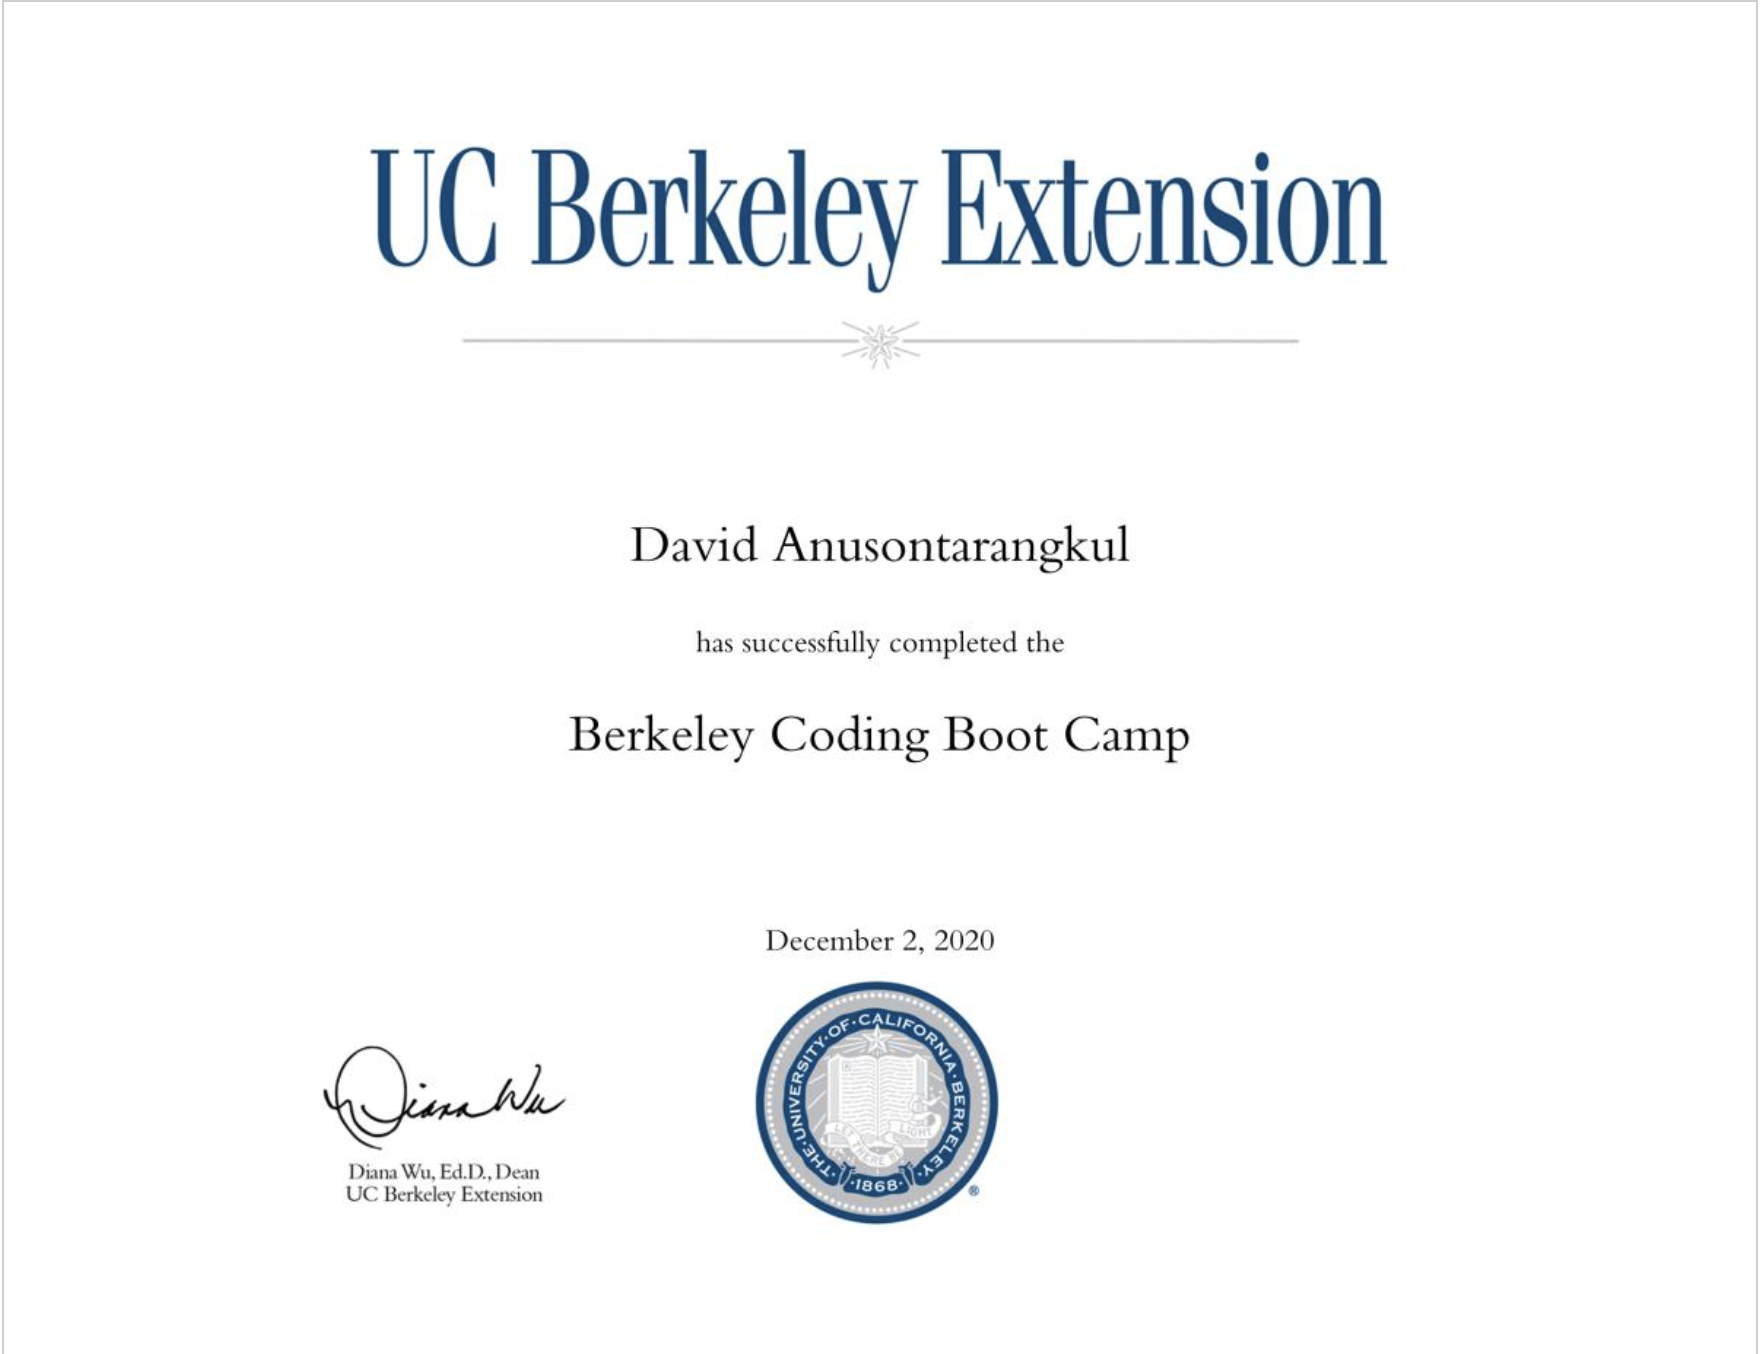 UC Berkeley Extension
David Anusontarangkul
has successfully completed the
Berkeley Coding Boot Camp
December 2, 2020
Diana Wu
Diana Wu, Ed.D., Dean
UC Berkeley Extension
THE·UNIVERSITY·OF·CALIFORNIA·BERKELEY·
LET THERE BE LIGHT
·1868·
®